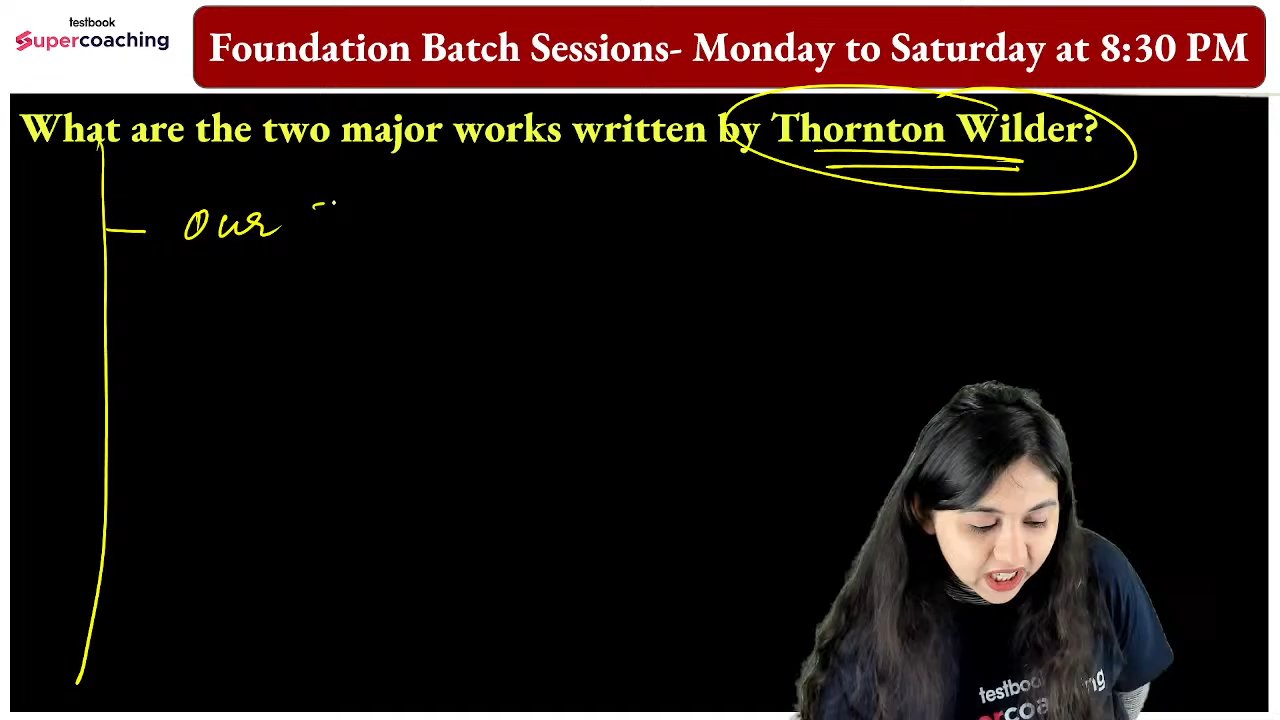 testbook
Supercoaching
Foundation Batch Sessions- Monday to Saturday at 8:30 PM
What are the two major works written by Thornton Wilder?
Our
testbook